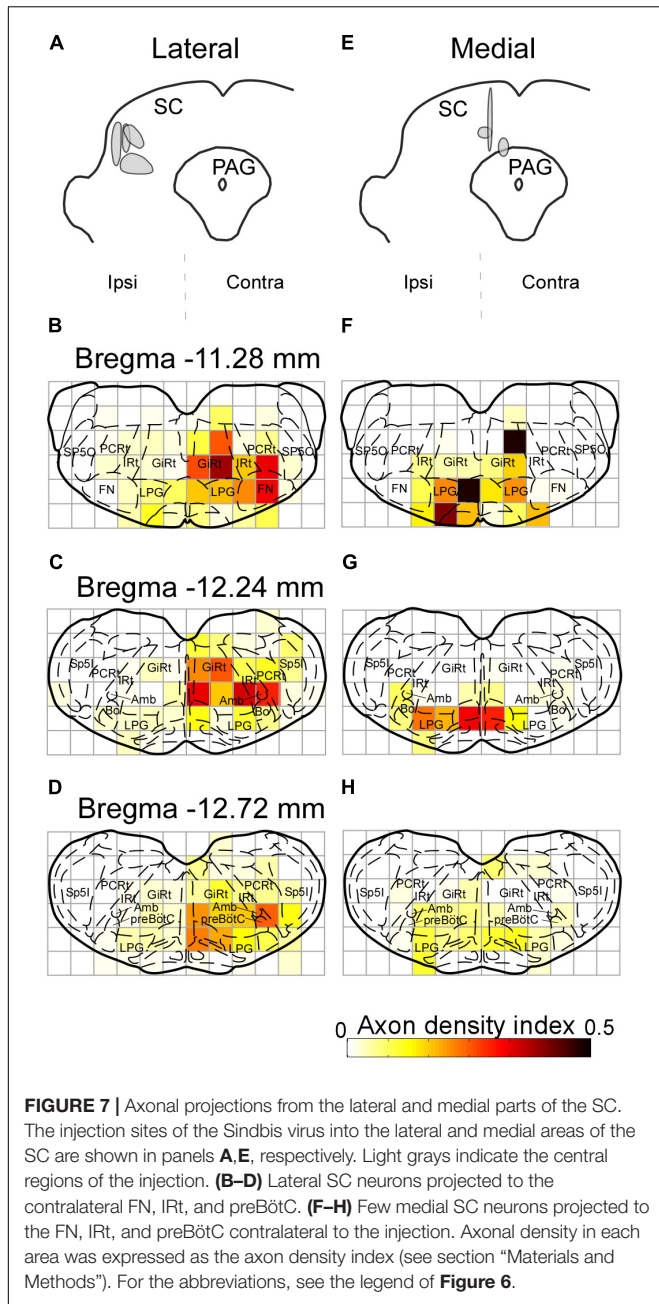 A Lateral
E Medial
SC
SC
PAG
PAG
Ipsi Contra
Ipsi Contra
B
F
Bregma -11.28 mm
SP5O PCRt IRt GiRt GiRt IRt PCRt SP5O
FN LPG LPG FN
SP5O PCRt IRt GiRt GiRt IRt PCRt SP5O
FN LPG LPG FN
C
G
Bregma -12.24 mm
Sp5I PCRt IRt GiRt GiRt IRt PCRt Sp5I
Amb Amb
Bo Bo
LPG LPG
Sp5I PCRt IRt GiRt GiRt IRt PCRt Sp5I
Amb Amb
Bo Bo
LPG LPG
D
H
Bregma -12.72 mm
Sp5I PCRt IRt GiRt GiRt PCRt IRt Sp5I
Amb Amb
preBötC preBötC
LPG LPG
Sp5I PCRt IRt GiRt GiRt PCRt IRt Sp5I
Amb Amb
preBötC preBötC
LPG LPG
0 Axon density index 0.5
FIGURE 7 | Axonal projections from the lateral and medial parts of the SC.
The injection sites of the Sindbis virus into the lateral and medial areas of the
SC are shown in panels A,E, respectively. Light grays indicate the central
regions of the injection. (B–D) Lateral SC neurons projected to the
contralateral FN, IRt, and preBötC. (F–H) Few medial SC neurons projected to
the FN, IRt, and preBötC contralateral to the injection. Axonal density in each
area was expressed as the axon density index (see section “Materials and
Methods”). For the abbreviations, see the legend of Figure 6.